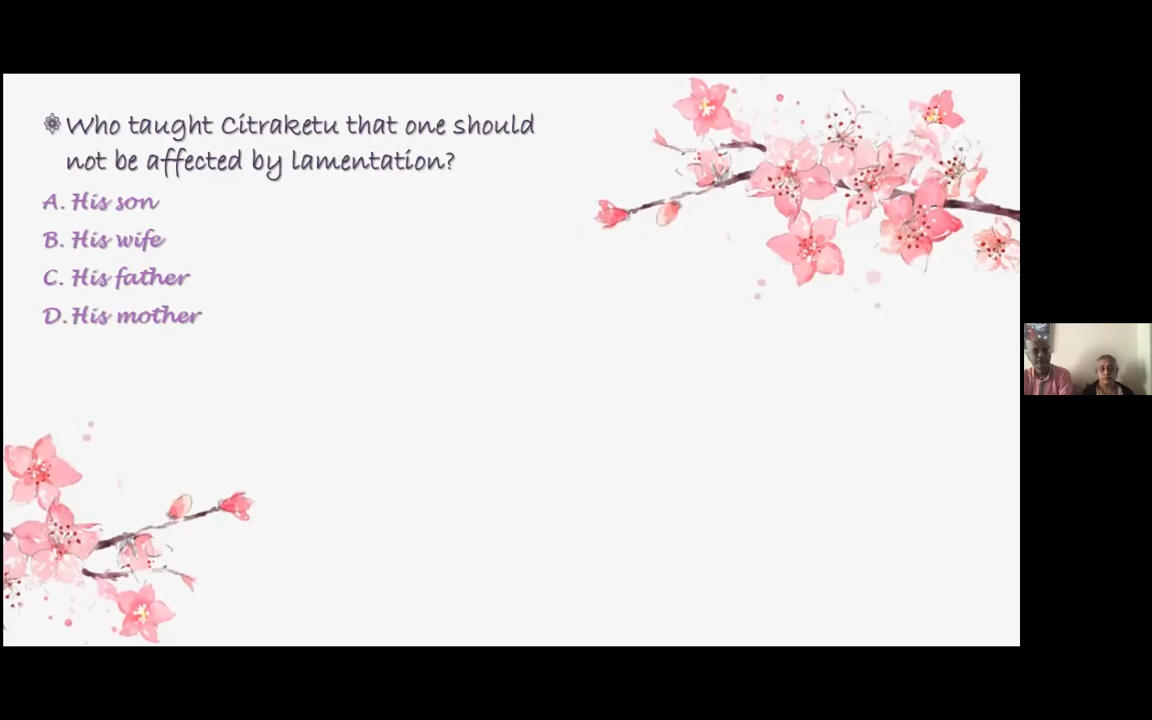 Who taught Citraketu that one should
not be affected by lamentation?
A. His son
B. His wife
C. His father
D. His mother